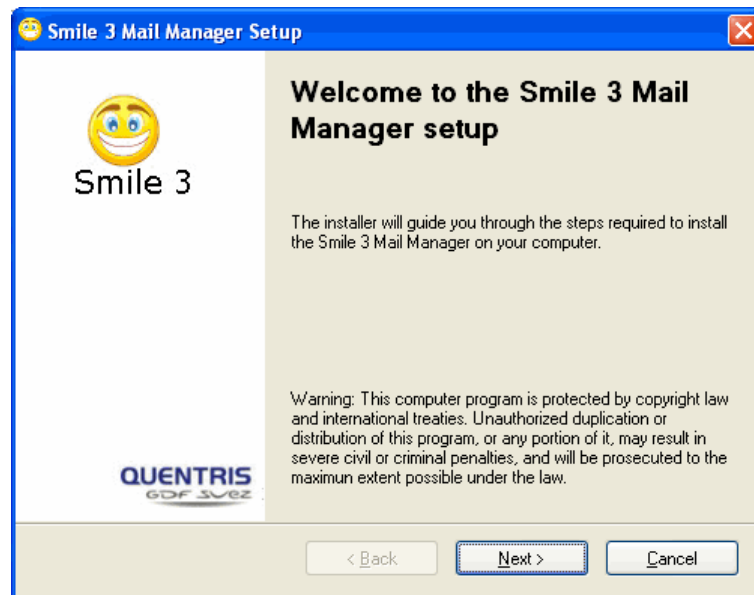 Smile 3 Mail Manager Setup
Smile 3
Welcome to the Smile 3 Mail
Manager setup
The installer will guide you through the steps required to install
the Smile 3 Mail Manager on your computer.
Warning: This computer program is protected by copyright law
and international treaties. Unauthorized duplication or
distribution of this program, or any portion of it, may result in
severe civil or criminal penalties, and will be prosecuted to the
maximun extent possible under the law.
QUENTRIS
GDF SUEZ
< Back
Next >
Cancel